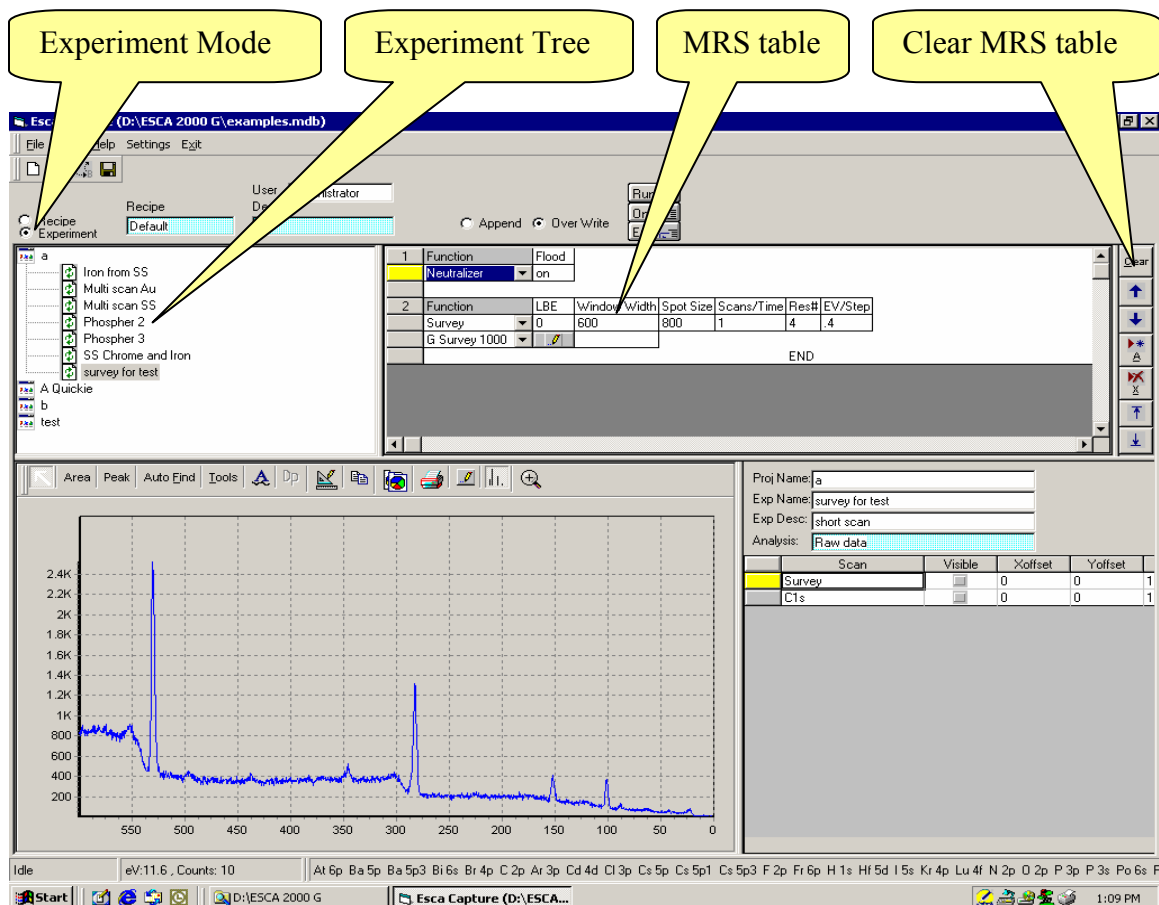 Experiment Mode
Experiment Tree
MRS table
Clear MRS table
(D:\ESCA 2000 G\examples.mdb)
File Help Settings Exit
User
Recipe
Recipe
Experiment
Default
Append Over Write
a
Iron from SS
Multi scan Au
Multi scan SS
Phospher 2
Phospher 3
SS Chrome and Iron
survey for test
A Quickie
b
test
1 Function Flood
Neutralizer on
2 Function LBE Window Width Spot Size Scans/Time Res# EV/Step
Survey 0 600 800 1 4 .4
G Survey 1000
END
Clear
A
X
Area Peak Auto Find Tools A Dp
Proj Name: a
Exp Name: survey for test
Exp Desc: short scan
Analysis: Raw data
Scan Visible Xoffset Yoffset
Survey 0 0 1
C1s 0 0 1
2.4K
2.2K
2K
1.8K
1.6K
1.4K
1.2K
1K
800
600
400
200
550 500 450 400 350 300 250 200 150 100 50 0
Idle eV:11.6 , Counts: 10 At 6p Ba 5p Ba 5p3 Bi 6s Br 4p C 2p Ar 3p Cd 4d Cl 3p Cs 5p Cs 5p1 Cs 5p3 F 2p Fr 6p H 1s Hf 5d I 5s Kr 4p Lu 4f N 2p O 2p P 3p P 3s Po 6s
Start D:\ESCA 2000 G Esca Capture (D:\ESCA... 1:09 PM